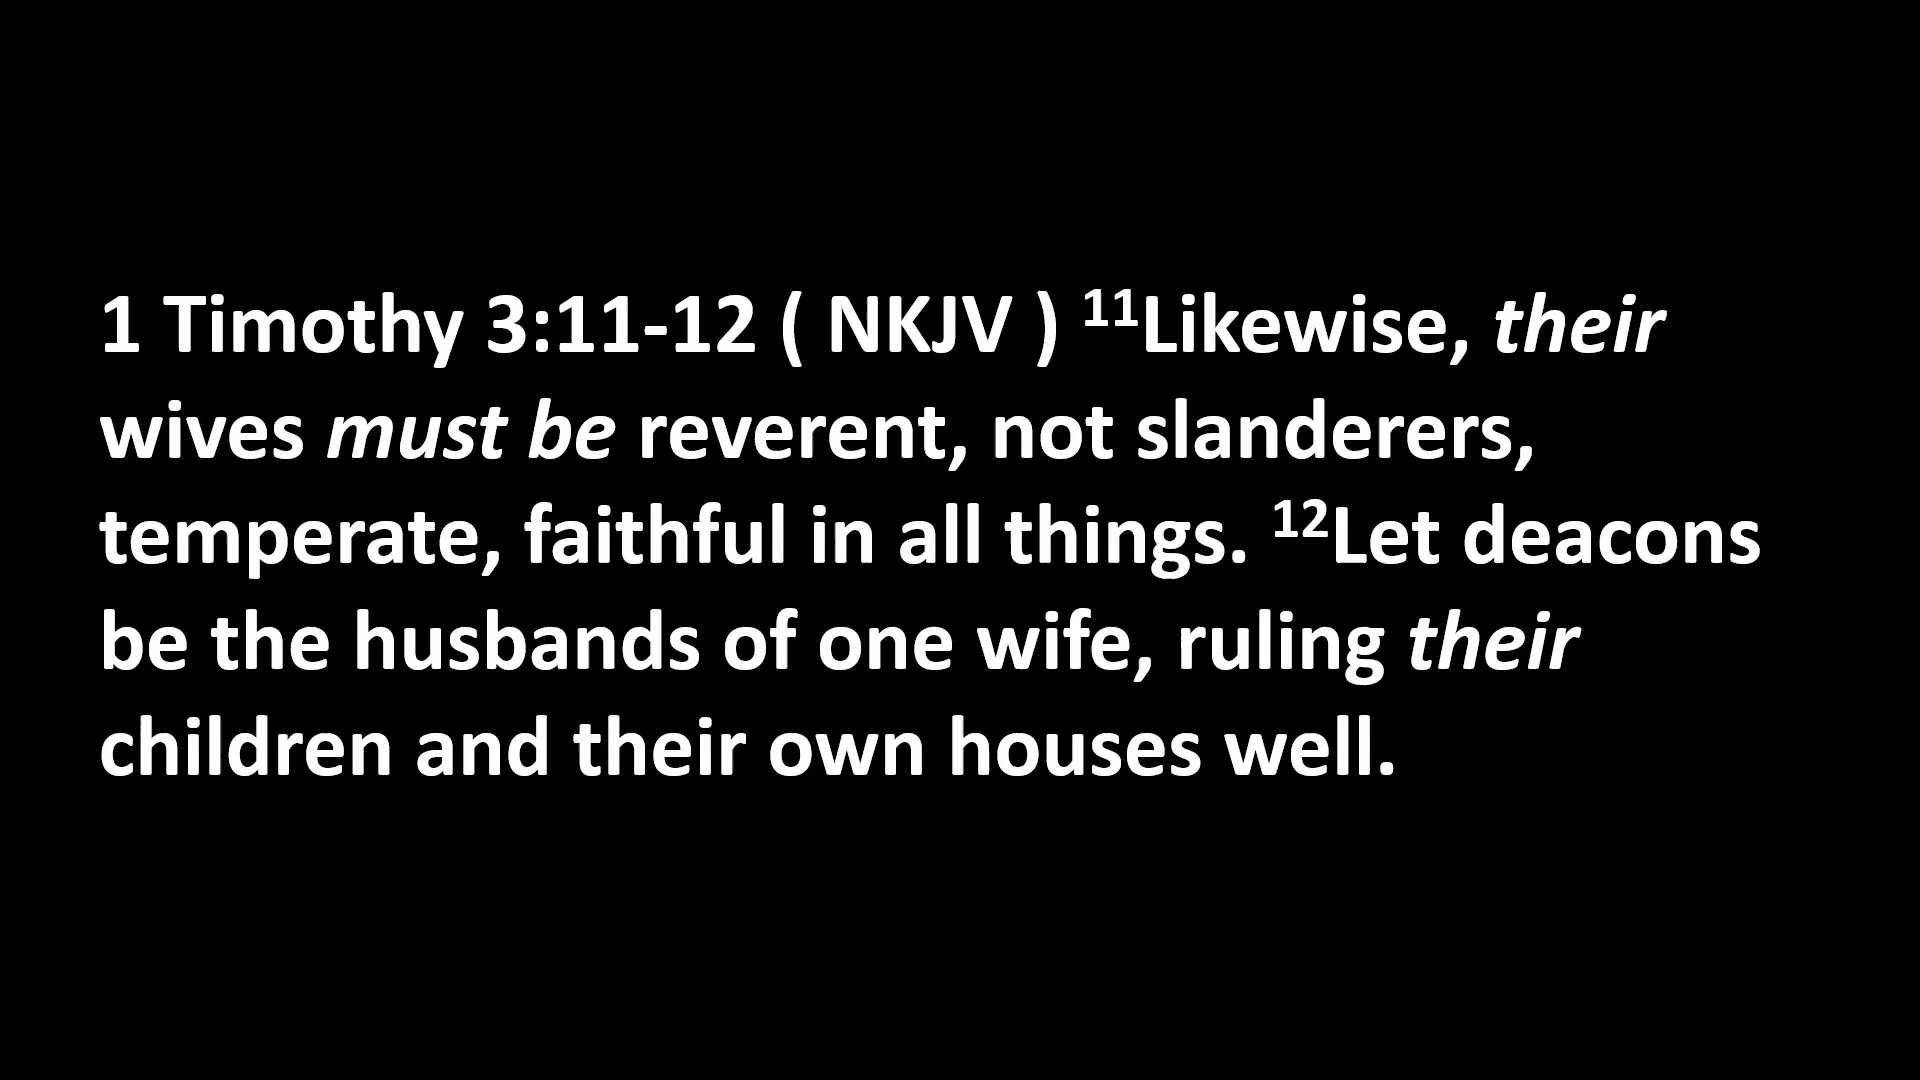 1 Timothy 3:11-12 ( NKJV ) ¹¹Likewise, their
wives must be reverent, not slanderers,
temperate, faithful in all things. ¹²Let deacons
be the husbands of one wife, ruling their
children and their own houses well.